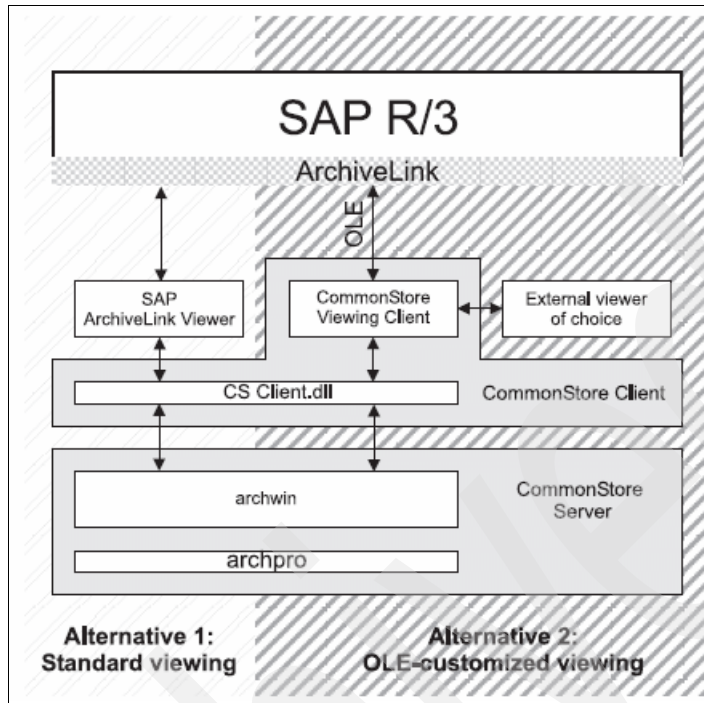 SAP R/3
ArchiveLink
OLE
SAP
ArchiveLink Viewer
CommonStore
Viewing Client
External viewer
of choice
CS Client.dll
CommonStore Client
archwin
CommonStore
Server
archpro
Alternative 1:
Standard viewing
Alternative 2:
OLE-customized viewing